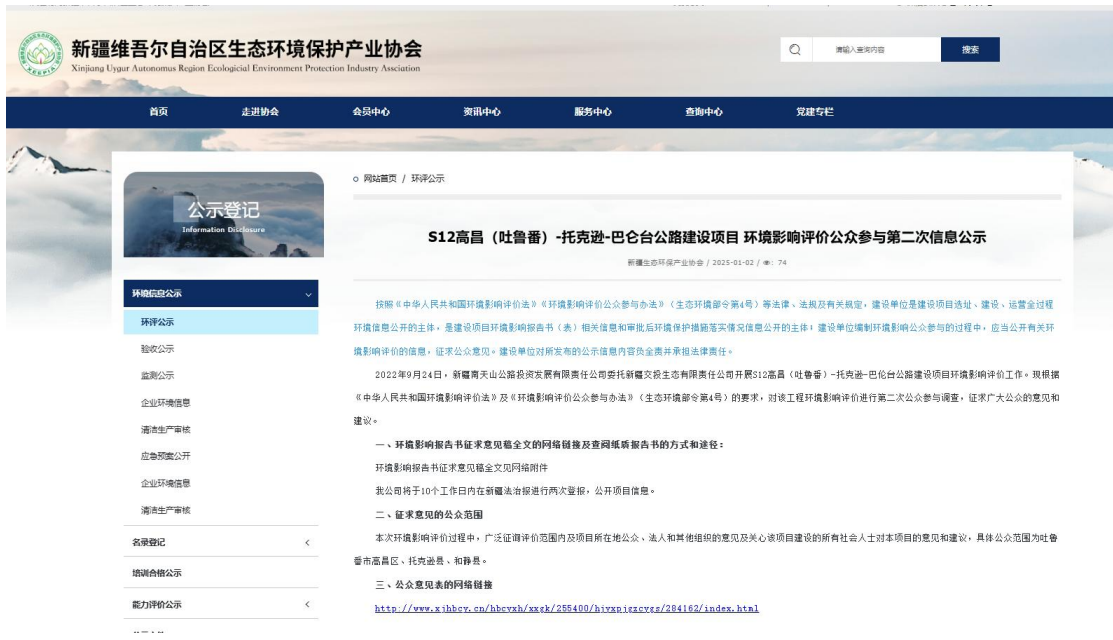 新疆维吾尔自治区生态环境保护产业协会
Xinjiang Uygur Autonomus Region Ecologicial Environment Protection Industry Assciation
请输入查询内容
搜索
首页
走进协会
会员中心
资讯中心
服务中心
查询中心
党建专栏
公示登记
Information Disclosure
环境信息公示
环评公示
验收公示
监测公示
企业环境信息
清洁生产审核
应急预案公开
企业环境信息
清洁生产审核
名录登记
培训合格公示
能力评价公示
网站首页 / 环评公示
S12高昌（吐鲁番）-托克逊-巴仑台公路建设项目 环境影响评价公众参与第二次信息公示
新疆生态环保产业协会 / 2025-01-02 / : 74
按照《中华人民共和国环境影响评价法》《环境影响评价公众参与办法》（生态环境部令第4号）等法律、法规及有关规定，建设单位是建设项目选址、建设、运营全过程
环境信息公开的主体，是建设项目环境影响报告书（表）相关信息和审批后环境保护措施落实情况信息公开的主体；建设单位编制环境影响公众参与的过程中，应当公开有关环
境影响评价的信息，征求公众意见。建设单位对所发布的公示信息内容负全责并承担法律责任。
2022年9月24日，新疆南天山公路投资发展有限责任公司委托新疆交投生态有限责任公司开展S12高昌（吐鲁番）-托克逊-巴仑台公路建设项目环境影响评价工作。现根据
《中华人民共和国环境影响评价法》及《环境影响评价公众参与办法》（生态环境部令第4号）的要求，对该工程环境影响评价进行第二次公众参与调查，征求广大公众的意见和
建议。
一、环境影响报告书征求意见稿全文的网络链接及查阅纸质报告书的方式和途径：
环境影响报告书征求意见稿全文见网络附件
我公司将于10个工作日内在新疆法治报进行两次登报，公开项目信息。
二、征求意见的公众范围
本次环境影响评价过程中，广泛征询评价范围内及项目所在地公众、法人和其他组织的意见及关心该项目建设的所有社会人士对本项目的意见和建议，具体公众范围为吐鲁
番市高昌区、托克逊县、和静县。
三、公众意见表的网络链接
http://www.xjhbcy.cn/hbcyxh/xxgk/255400/hjyxpjgzcygs/284162/index.html